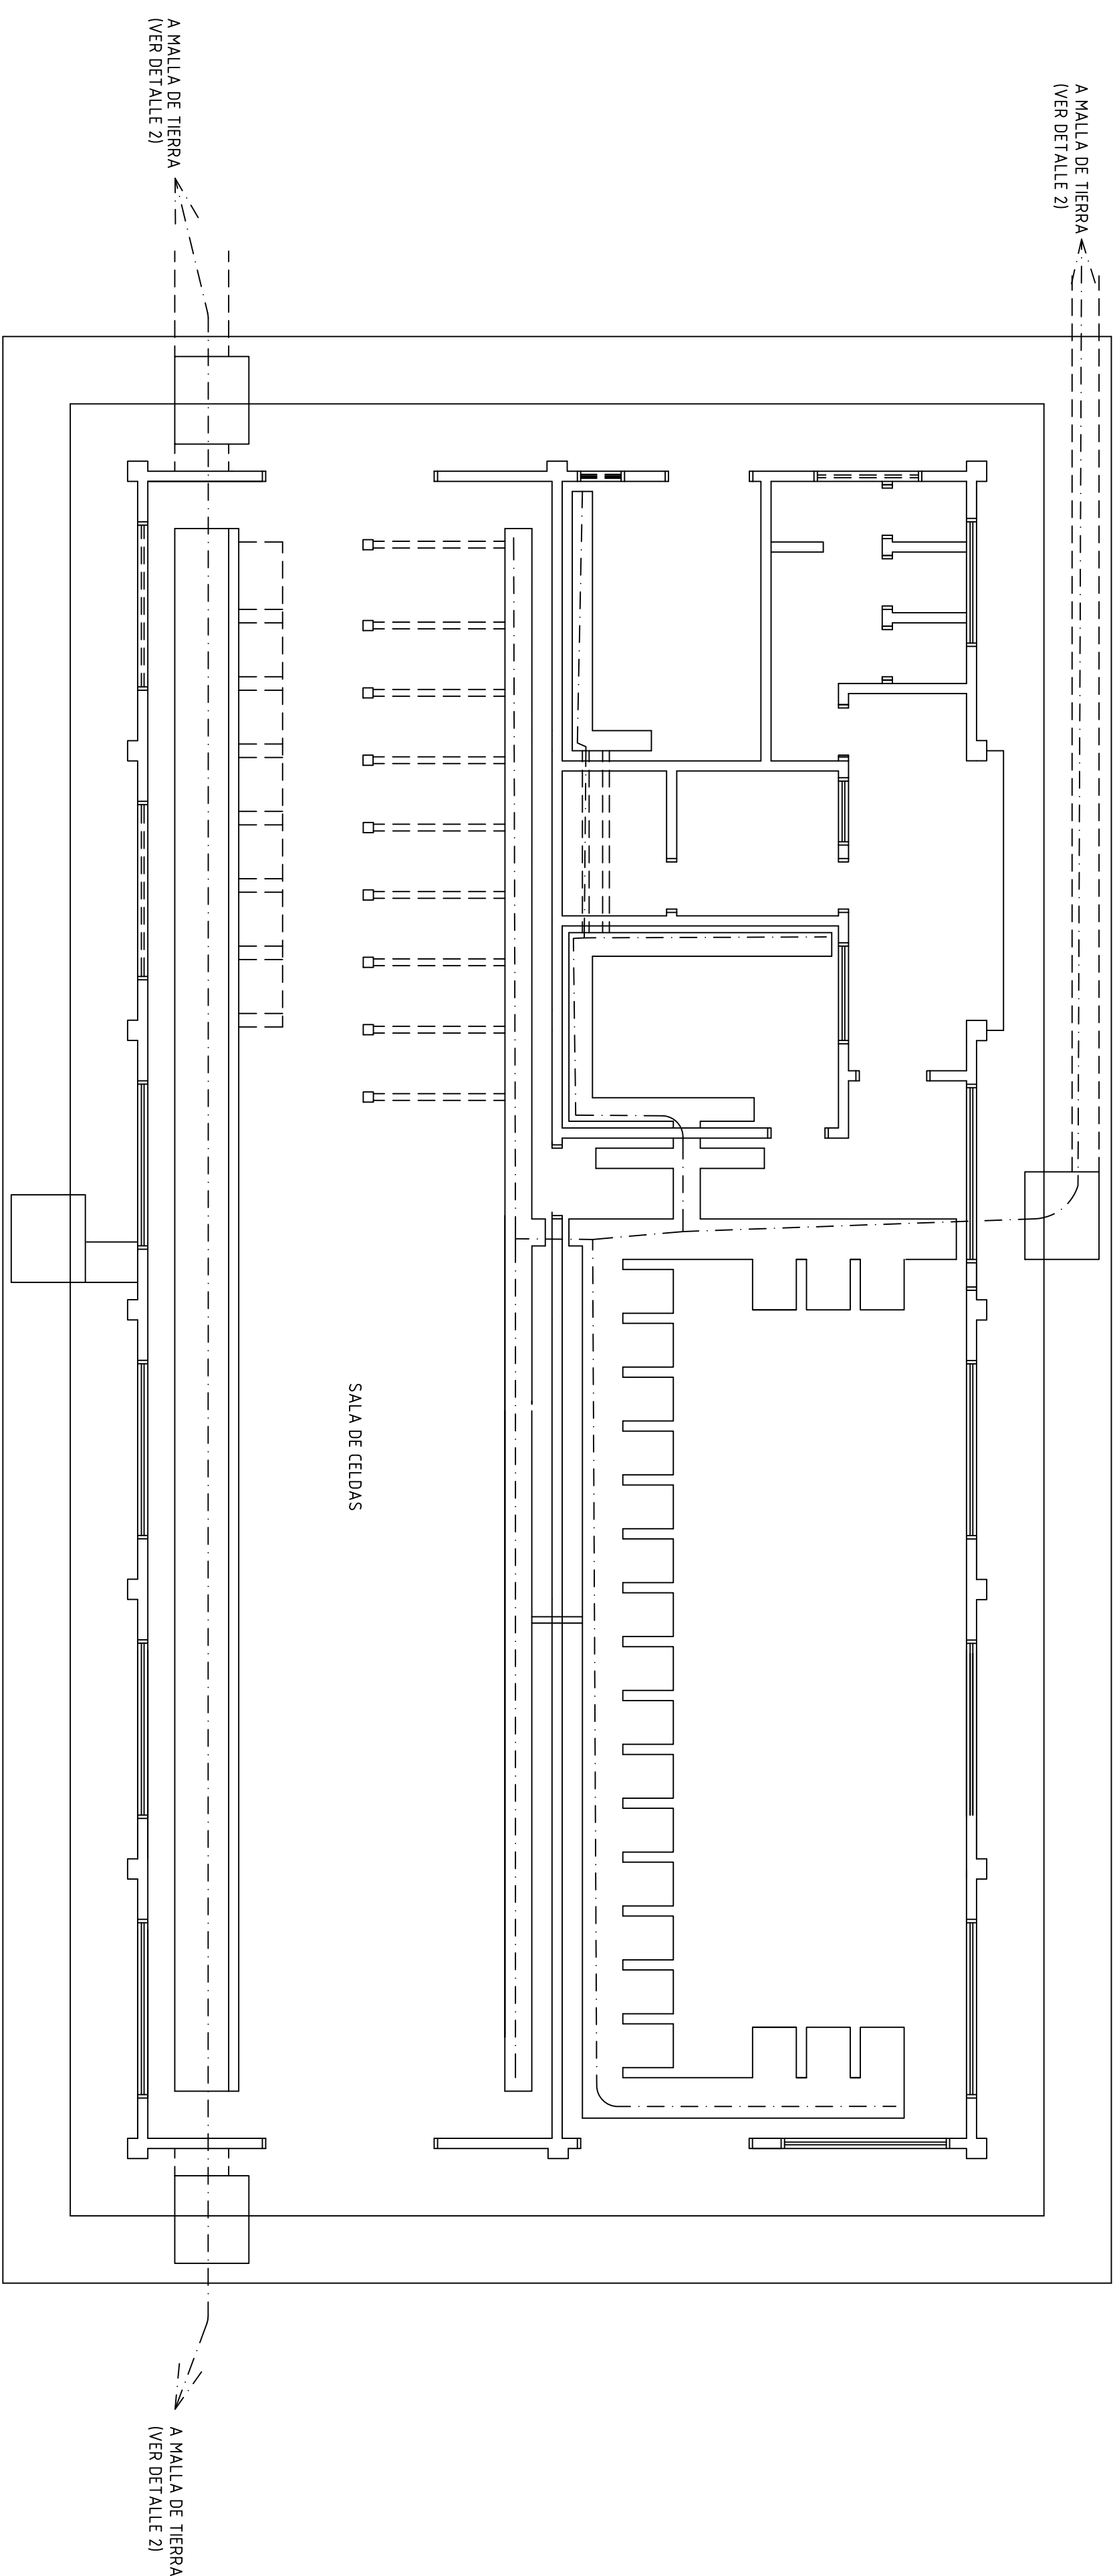 A MALLA DE TIERRA
(VER DETALLE 2)
A MALLA DE TIERRA
(VER DETALLE 2)
SALA DE CELDAS
A MALLA DE TIERRA
(VER DETALLE 2)